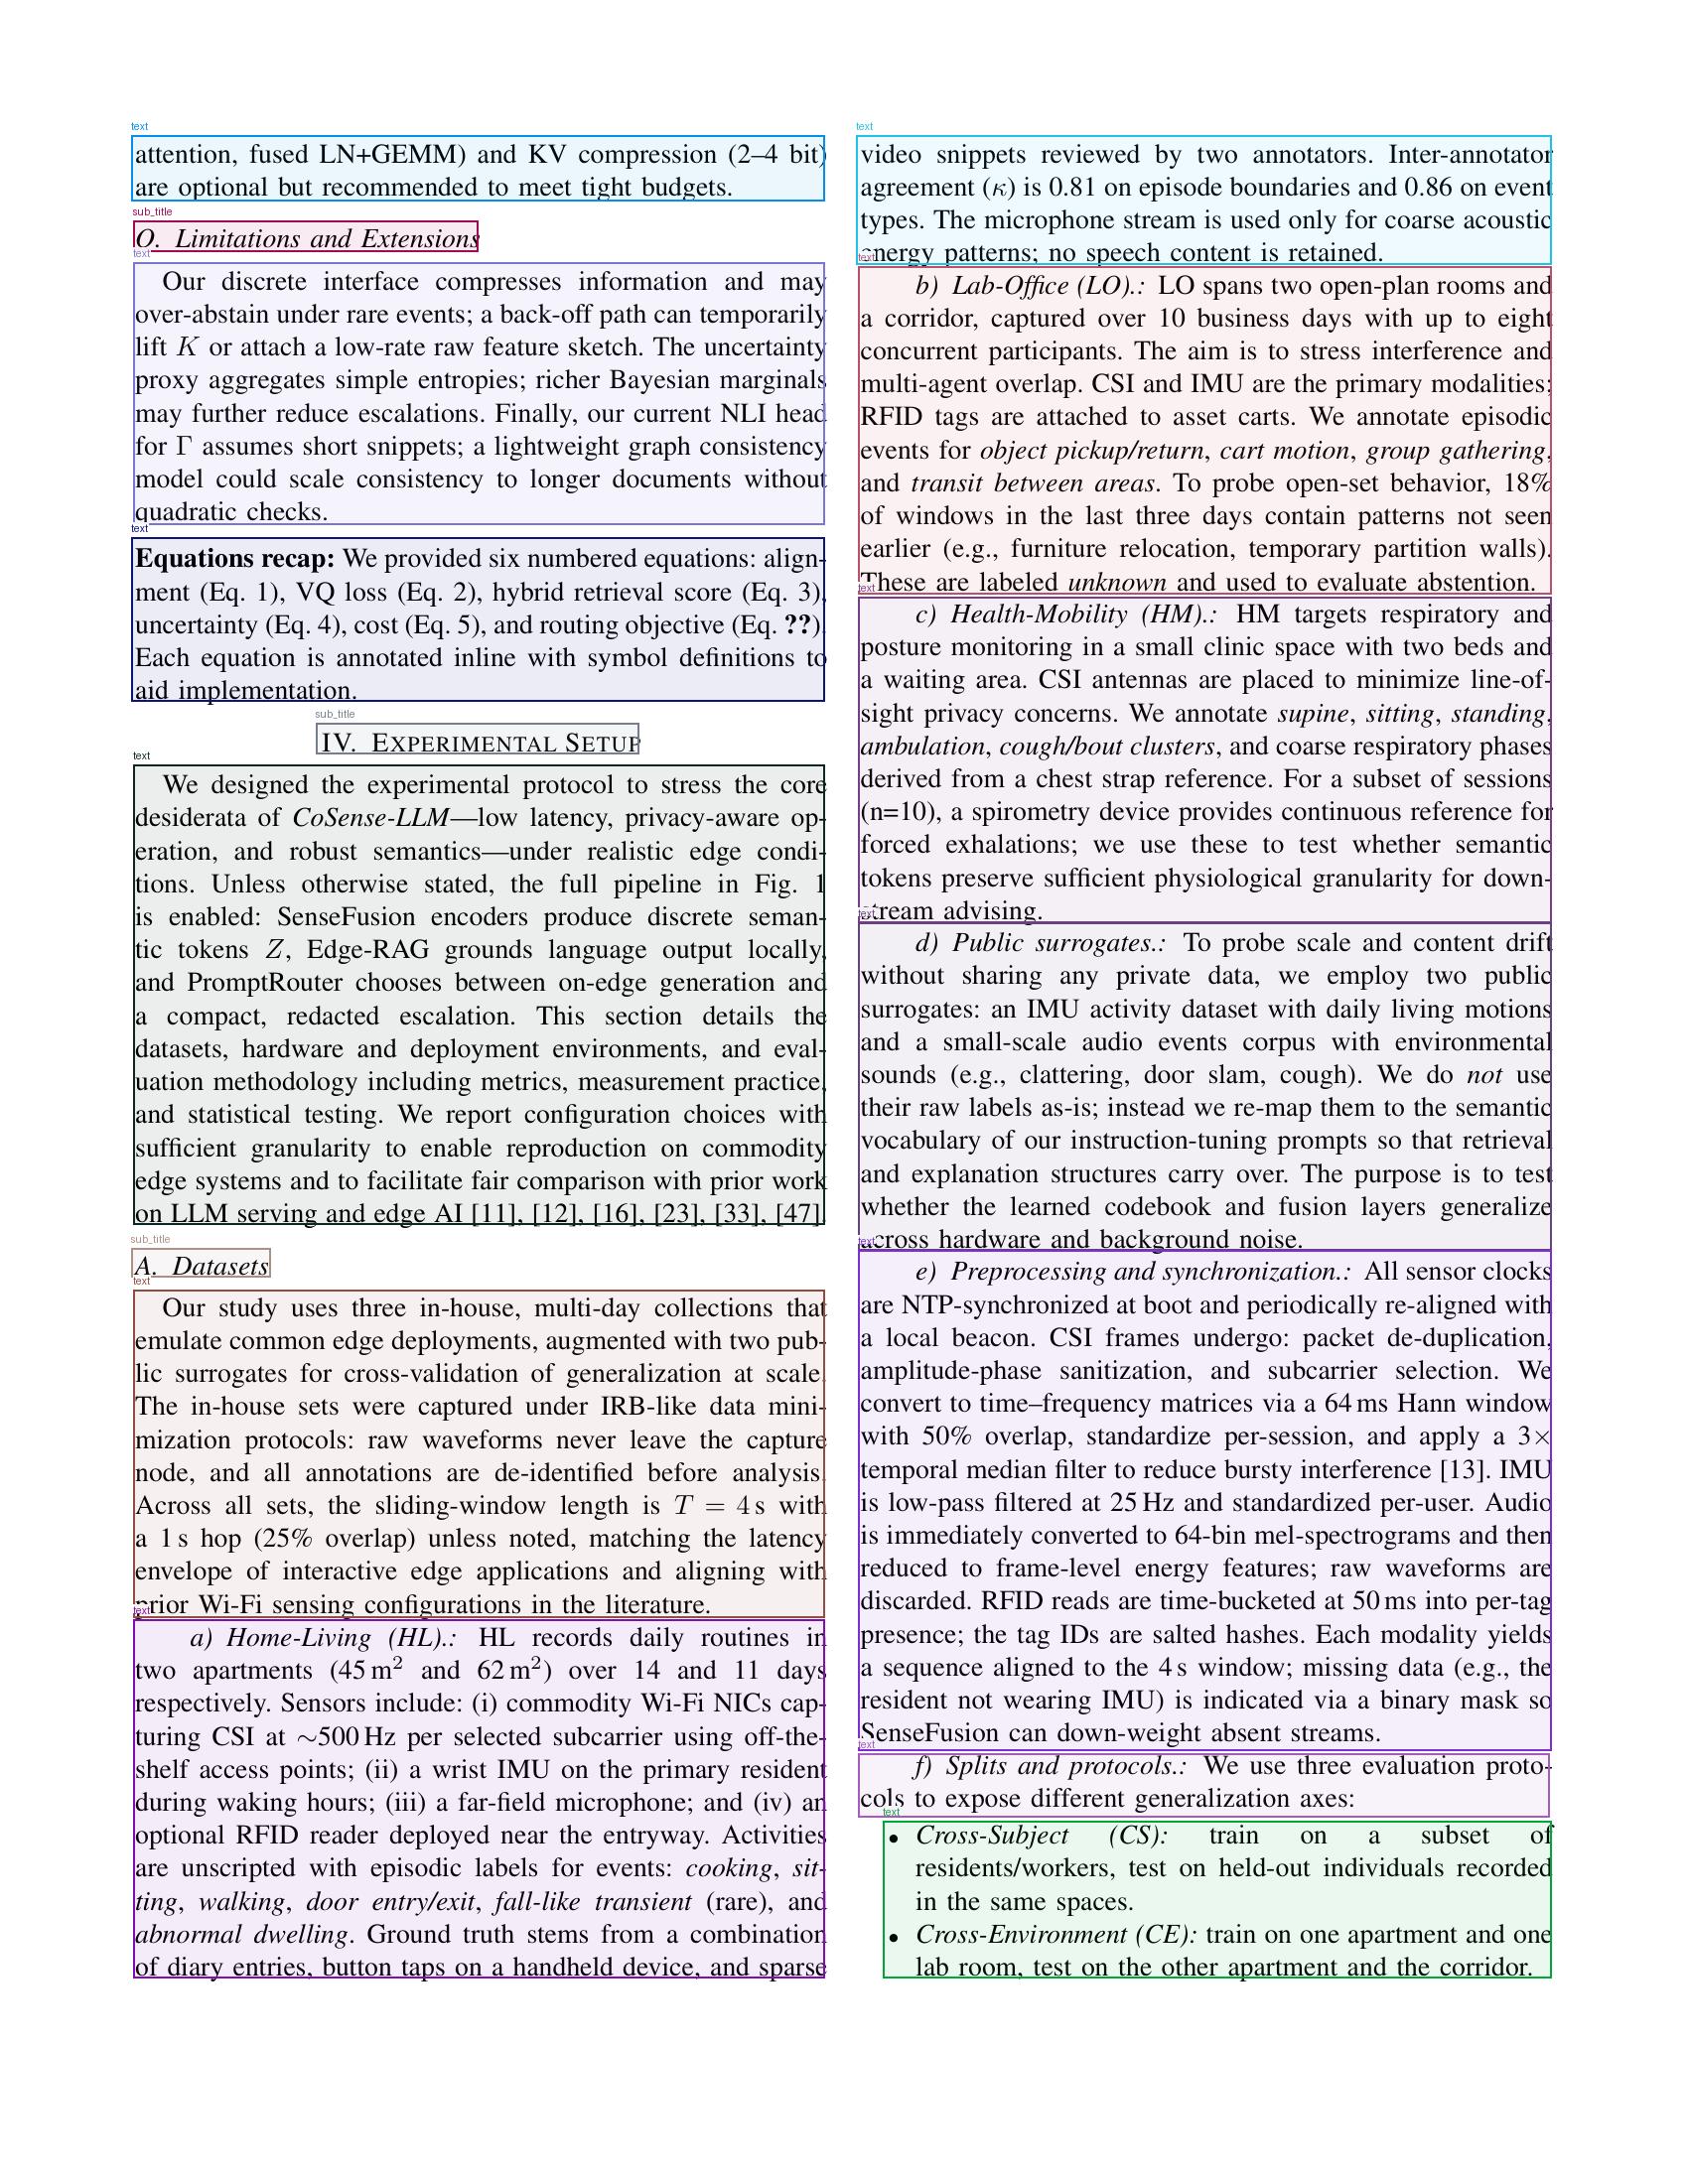 text
attention, fused LN+GEMM) and KV compression (2–4 bit)
are optional but recommended to meet tight budgets.
sub_title
O. Limitations and Extensions
text
Our discrete interface compresses information and may
over-abstain under rare events; a back-off path can temporarily
lift K or attach a low-rate raw feature sketch. The uncertainty
proxy aggregates simple entropies; richer Bayesian marginals
may further reduce escalations. Finally, our current NLI head
for Γ assumes short snippets; a lightweight graph consistency
model could scale consistency to longer documents without
quadratic checks.
text
Equations recap: We provided six numbered equations: align-
ment (Eq. 1), VQ loss (Eq. 2), hybrid retrieval score (Eq. 3),
uncertainty (Eq. 4), cost (Eq. 5), and routing objective (Eq. ??).
Each equation is annotated inline with symbol definitions to
aid implementation.
sub_title
IV. EXPERIMENTAL SETUP
text
We designed the experimental protocol to stress the core
desiderata of CoSense-LLM—low latency, privacy-aware op-
eration, and robust semantics—under realistic edge condi-
tions. Unless otherwise stated, the full pipeline in Fig. 1
is enabled: SenseFusion encoders produce discrete seman-
tic tokens Z, Edge-RAG grounds language output locally,
and PromptRouter chooses between on-edge generation and
a compact, redacted escalation. This section details the
datasets, hardware and deployment environments, and eval-
uation methodology including metrics, measurement practice,
and statistical testing. We report configuration choices with
sufficient granularity to enable reproduction on commodity
edge systems and to facilitate fair comparison with prior work
on LLM serving and edge AI [11], [12], [16], [23], [33], [47].
sub_title
A. Datasets
text
Our study uses three in-house, multi-day collections that
emulate common edge deployments, augmented with two pub-
lic surrogates for cross-validation of generalization at scale.
The in-house sets were captured under IRB-like data mini-
mization protocols: raw waveforms never leave the capture
node, and all annotations are de-identified before analysis.
Across all sets, the sliding-window length is T = 4 s with
a 1 s hop (25% overlap) unless noted, matching the latency
envelope of interactive edge applications and aligning with
prior Wi-Fi sensing configurations in the literature.
text
a) Home-Living (HL).: HL records daily routines in
two apartments (45 m² and 62 m²) over 14 and 11 days
respectively. Sensors include: (i) commodity Wi-Fi NICs cap-
turing CSI at ∼500 Hz per selected subcarrier using off-the-
shelf access points; (ii) a wrist IMU on the primary resident
during waking hours; (iii) a far-field microphone; and (iv) an
optional RFID reader deployed near the entryway. Activities
are unscripted with episodic labels for events: cooking, sit-
ting, walking, door entry/exit, fall-like transient (rare), and
abnormal dwelling. Ground truth stems from a combination
of diary entries, button taps on a handheld device, and sparse
text
video snippets reviewed by two annotators. Inter-annotator
agreement (κ) is 0.81 on episode boundaries and 0.86 on event
types. The microphone stream is used only for coarse acoustic
energy patterns; no speech content is retained.
text
b) Lab-Office (LO).: LO spans two open-plan rooms and
a corridor, captured over 10 business days with up to eight
concurrent participants. The aim is to stress interference and
multi-agent overlap. CSI and IMU are the primary modalities;
RFID tags are attached to asset carts. We annotate episodic
events for object pickup/return, cart motion, group gathering,
and transit between areas. To probe open-set behavior, 18%
of windows in the last three days contain patterns not seen
earlier (e.g., furniture relocation, temporary partition walls).
These are labeled unknown and used to evaluate abstention.
text
c) Health-Mobility (HM).: HM targets respiratory and
posture monitoring in a small clinic space with two beds and
a waiting area. CSI antennas are placed to minimize line-of-
sight privacy concerns. We annotate supine, sitting, standing,
ambulation, cough/bout clusters, and coarse respiratory phases
derived from a chest strap reference. For a subset of sessions
(n=10), a spirometry device provides continuous reference for
forced exhalations; we use these to test whether semantic
tokens preserve sufficient physiological granularity for down-
stream advising.
text
d) Public surrogates.: To probe scale and content drift
without sharing any private data, we employ two public
surrogates: an IMU activity dataset with daily living motions
and a small-scale audio events corpus with environmental
sounds (e.g., clattering, door slam, cough). We do not use
their raw labels as-is; instead we re-map them to the semantic
vocabulary of our instruction-tuning prompts so that retrieval
and explanation structures carry over. The purpose is to test
whether the learned codebook and fusion layers generalize
across hardware and background noise.
text
e) Preprocessing and synchronization.: All sensor clocks
are NTP-synchronized at boot and periodically re-aligned with
a local beacon. CSI frames undergo: packet de-duplication,
amplitude-phase sanitization, and subcarrier selection. We
convert to time–frequency matrices via a 64 ms Hann window
with 50% overlap, standardize per-session, and apply a 3×
temporal median filter to reduce bursty interference [13]. IMU
is low-pass filtered at 25 Hz and standardized per-user. Audio
is immediately converted to 64-bin mel-spectrograms and then
reduced to frame-level energy features; raw waveforms are
discarded. RFID reads are time-bucketed at 50 ms into per-tag
presence; the tag IDs are salted hashes. Each modality yields
a sequence aligned to the 4 s window; missing data (e.g., the
resident not wearing IMU) is indicated via a binary mask so
SenseFusion can down-weight absent streams.
text
f) Splits and protocols.: We use three evaluation proto-
cols to expose different generalization axes:
text
• Cross-Subject (CS): train on a subset of
residents/workers, test on held-out individuals recorded
in the same spaces.
• Cross-Environment (CE): train on one apartment and one
lab room, test on the other apartment and the corridor.